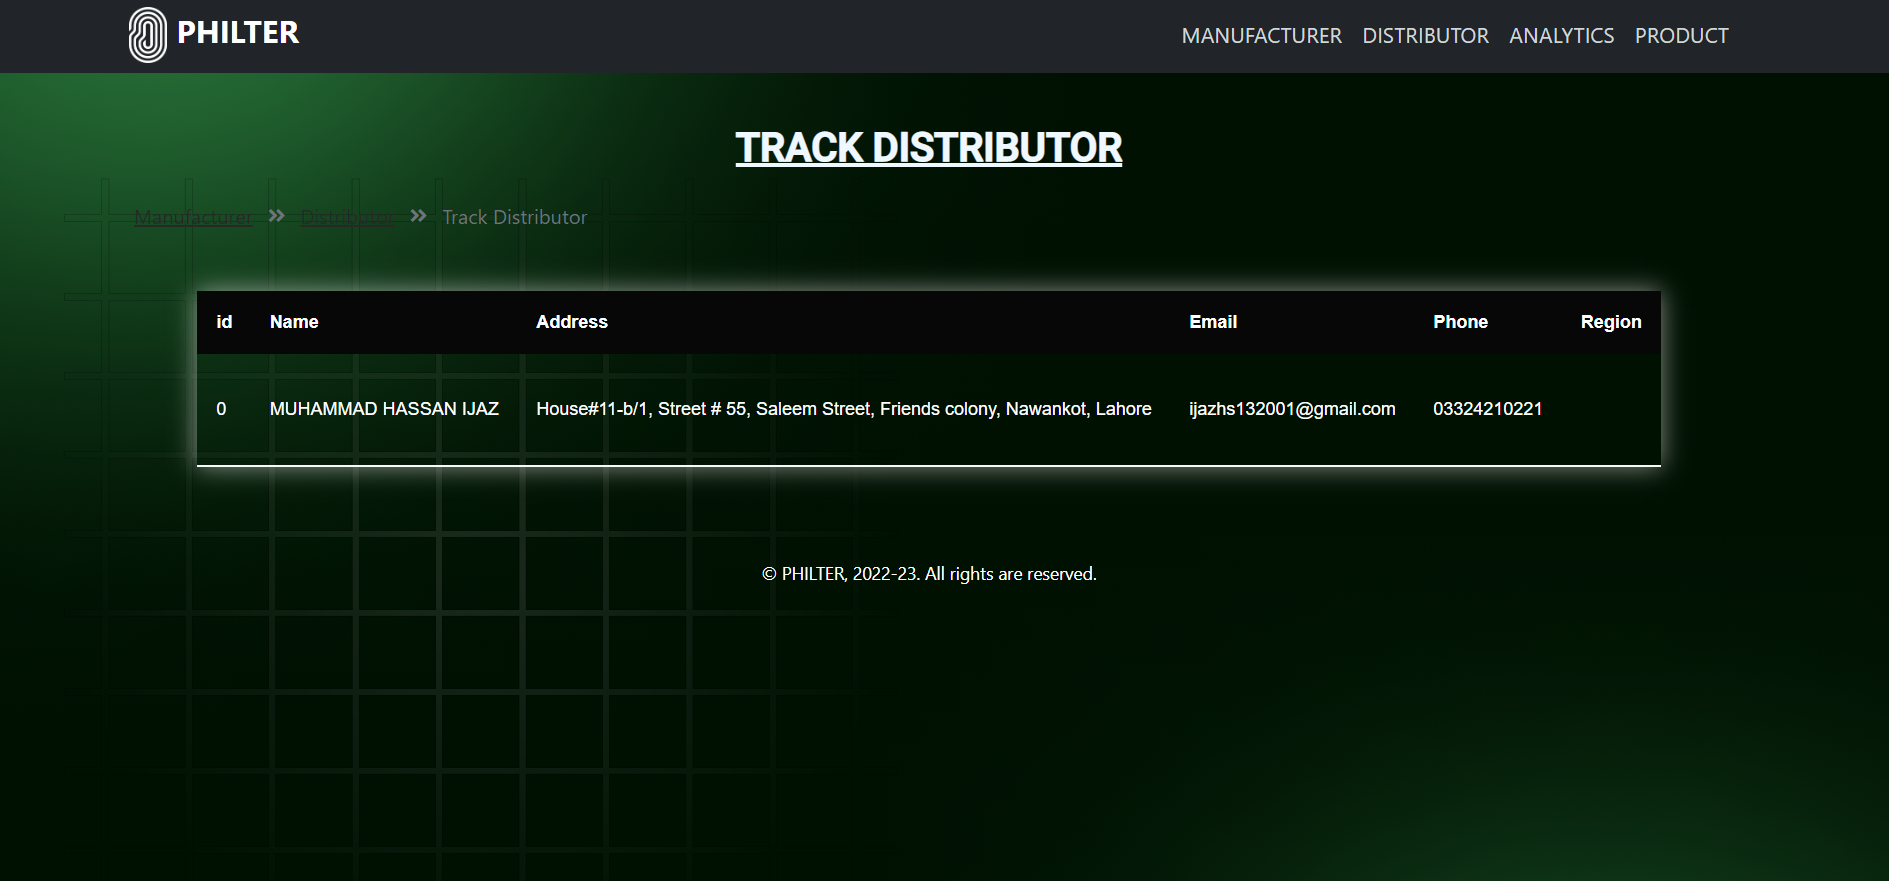 PHILTER
MANUFACTURER DISTRIBUTOR ANALYTICS PRODUCT
TRACK DISTRIBUTOR
Manufacturer » Distributor » Track Distributor
id Name Address Email Phone Region
0 MUHAMMAD HASSAN IJAZ House#11-b/1, Street # 55, Saleem Street, Friends colony, Nawankot, Lahore ijazhs132001@gmail.com 03324210221
© PHILTER, 2022-23. All rights are reserved.